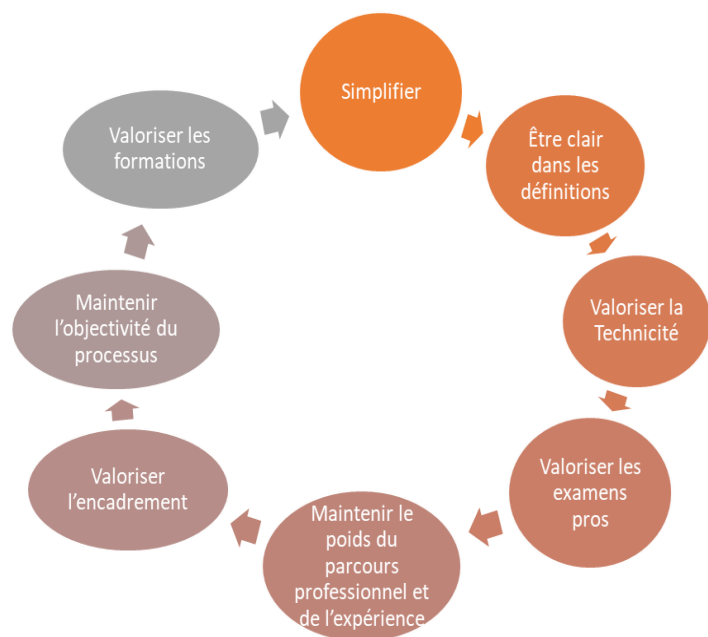 Simplifier
Être clair
dans les
définitions
Valoriser la
Technicité
Valoriser les
examens
pros
Maintenir le
poids du
parcours
professionnel et
de l'expérience
Valoriser
l'encadrement
Maintenir
l'objectivité du
processus
Valoriser les
formations